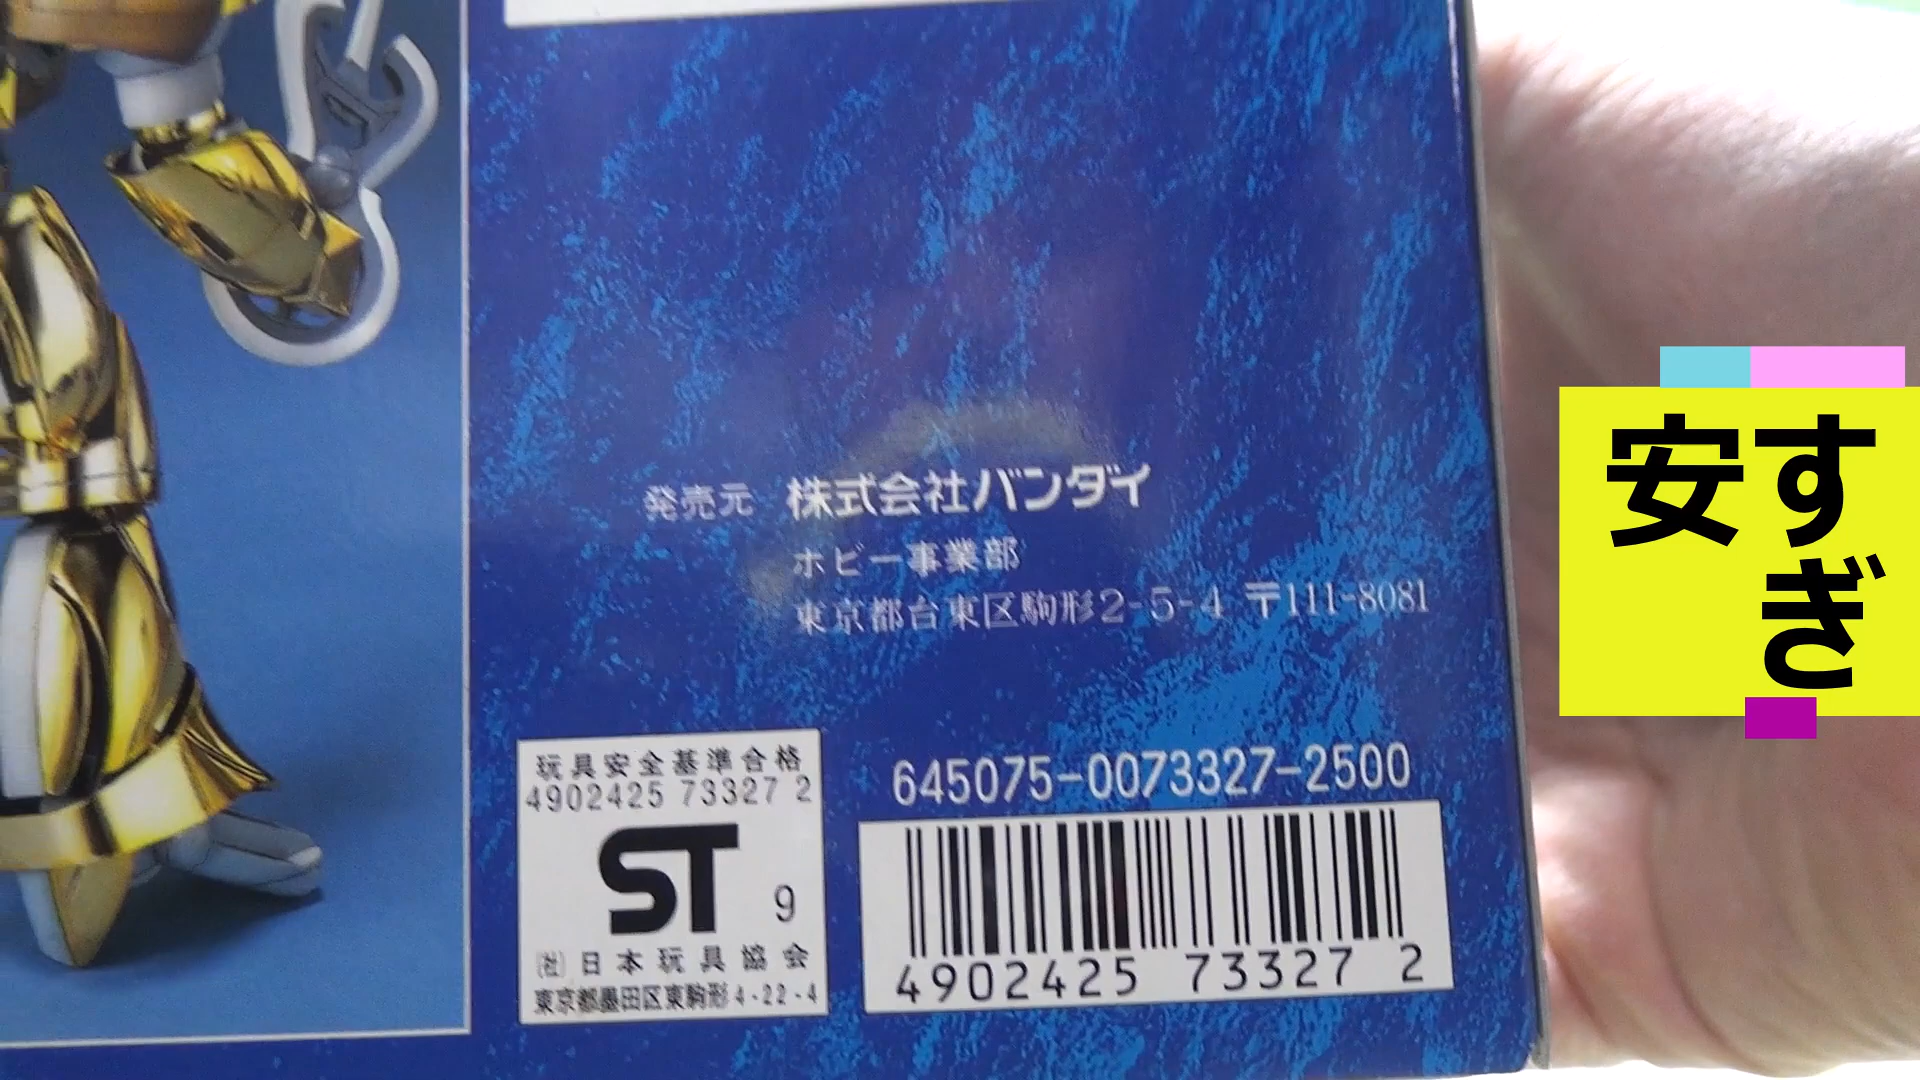 発売元 株式会社バンダイ
ホビー事業部
東京都台東区駒形2-5-4 〒111-8081
玩具安全基準合格
4902425 73327 2
ST 9
(社)日本玩具協会
東京都墨田区東駒形4-22-4
645075-0073327-2500
4902425 73327 2
安すぎ